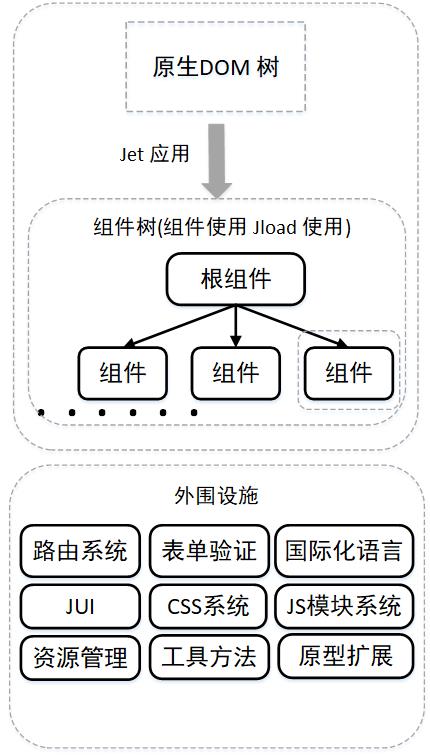 原生DOM 树
Jet 应用
组件树(组件使用 Jload 使用)
根组件
组件 组件 组件
外围设施
路由系统 表单验证 国际化语言
JUI CSS系统 JS模块系统
资源管理 工具方法 原型扩展